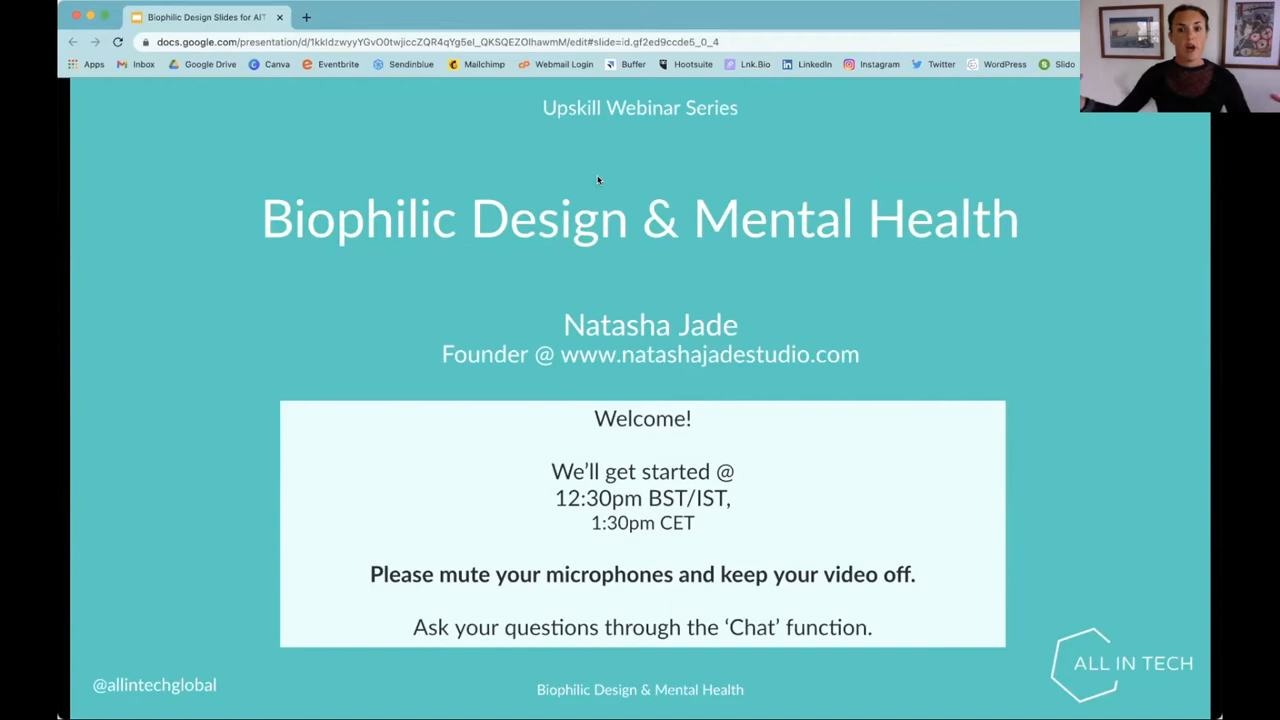 Biophilic Design Slides for AIT
docs.google.com/presentation/d/1kkIdzwyyYGvO0twjiccZQR4qYg5el_QKSQEZOlhawmM/edit#slide=id.gf2ed9ccde5_0_4
Apps Inbox Google Drive Canva Eventbrite Sendinblue Mailchimp Webmail Login Buffer Hootsuite Lnk.Bio LinkedIn Instagram Twitter WordPress Slido
Upskill Webinar Series
Biophilic Design & Mental Health
Natasha Jade
Founder @ www.natashajadestudio.com
Welcome!
We’ll get started @
12:30pm BST/IST,
1:30pm CET
Please mute your microphones and keep your video off.
Ask your questions through the ‘Chat’ function.
ALL IN TECH
@allintechglobal
Biophilic Design & Mental Health